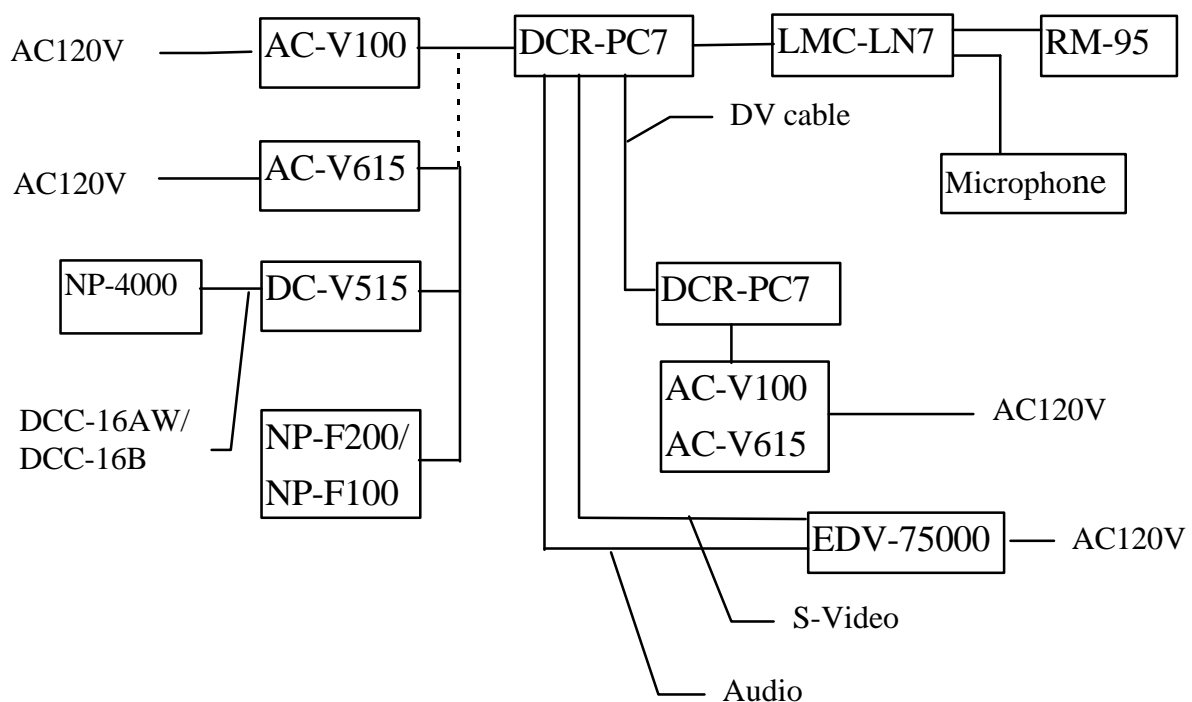 AC120V
AC-V100
DCR-PC7
LMC-LN7
RM-95
DV cable
AC120V
AC-V615
Microphone
NP-4000
DC-V515
DCR-PC7
AC-V100
AC-V615
AC120V
DCC-16AW/
DCC-16B
NP-F200/
NP-F100
EDV-75000
AC120V
S-Video
Audio